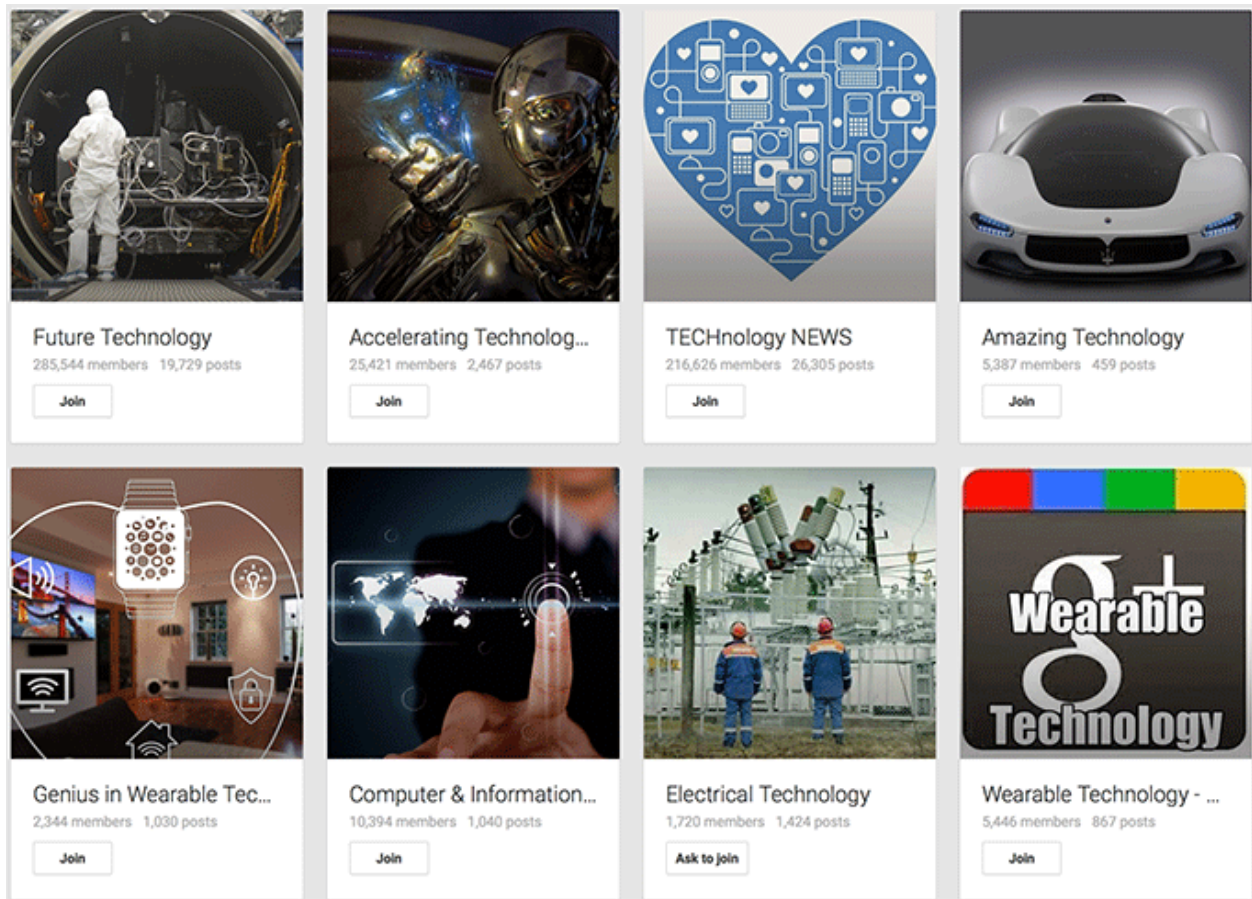 Future Technology
285,544 members 19,729 posts
Join
Accelerating Technolog...
25,421 members 2,467 posts
Join
TECHnology NEWS
216,626 members 26,305 posts
Join
Amazing Technology
5,387 members 459 posts
Join
g+
Wearable
Technology
Genius in Wearable Tec...
2,344 members 1,030 posts
Join
Computer & Information...
10,394 members 1,040 posts
Join
Electrical Technology
1,720 members 1,424 posts
Ask to join
Wearable Technology - ...
5,446 members 867 posts
Join